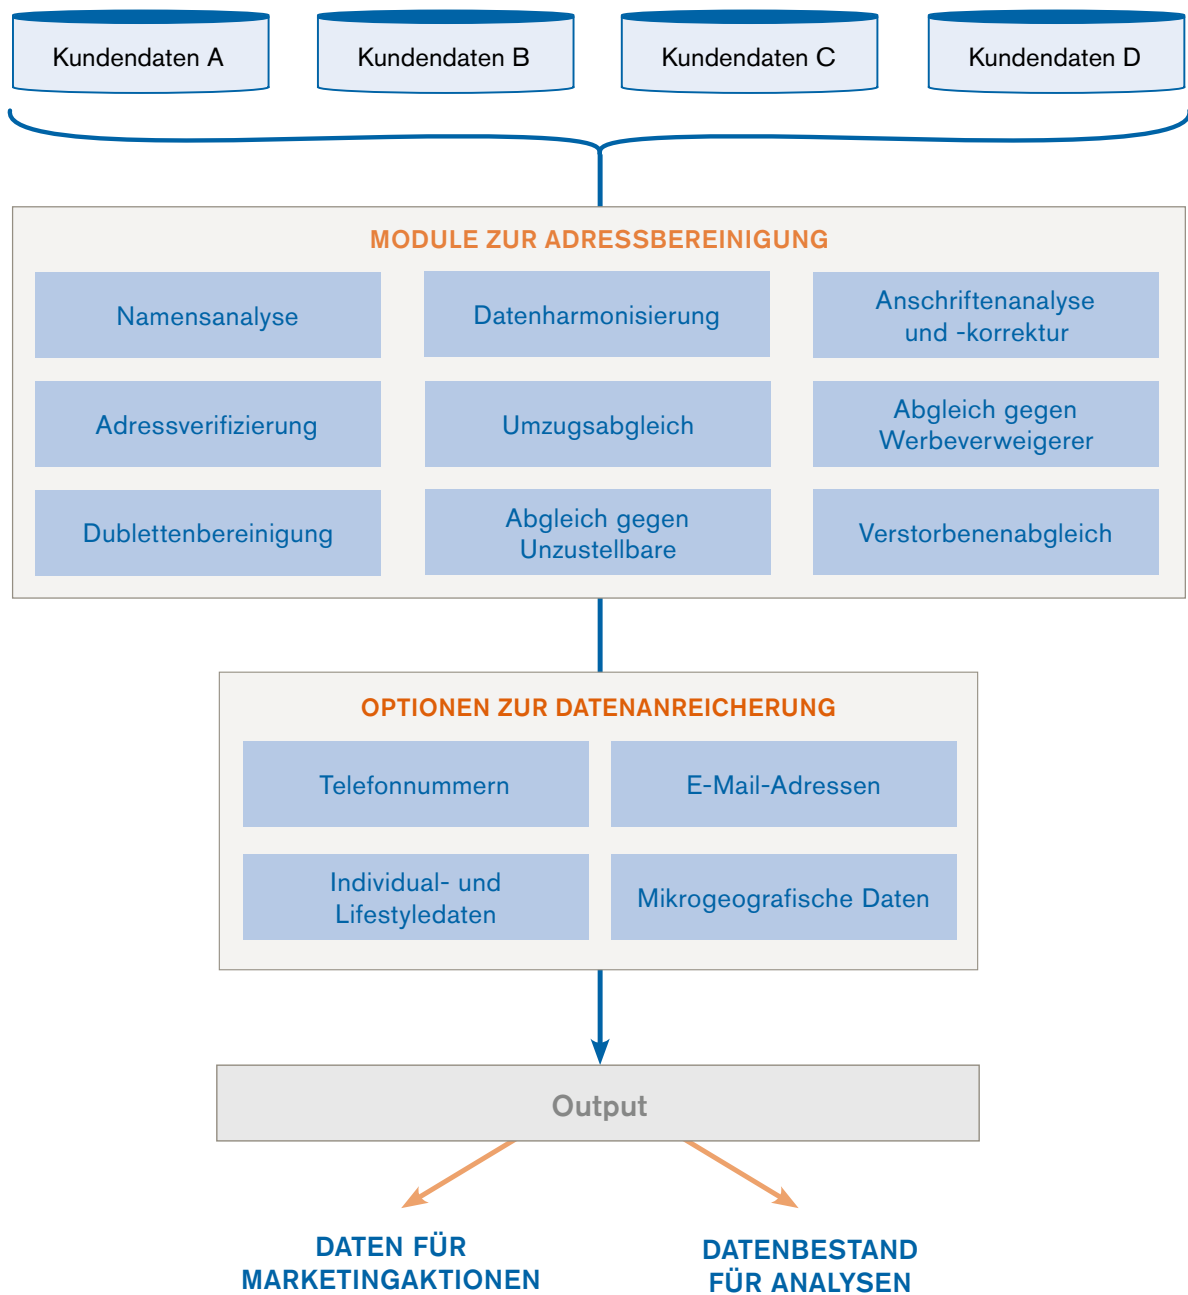 Kundendaten A
Kundendaten B
Kundendaten C
Kundendaten D
MODULE ZUR ADRESSBEREINIGUNG
Namensanalyse
Datenharmonisierung
Anschriftenanalyse
und -korrektur
Adressverifizierung
Umzugsabgleich
Abgleich gegen
Werbeverweigerer
Dublettenbereinigung
Abgleich gegen
Unzustellbare
Verstorbenenabgleich
OPTIONEN ZUR DATENANREICHERUNG
Telefonnummern
E-Mail-Adressen
Individual- und
Lifestyledaten
Mikrogeografische Daten
Output
DATEN FÜR
MARKETINGAKTIONEN
DATENBESTAND
FÜR ANALYSEN